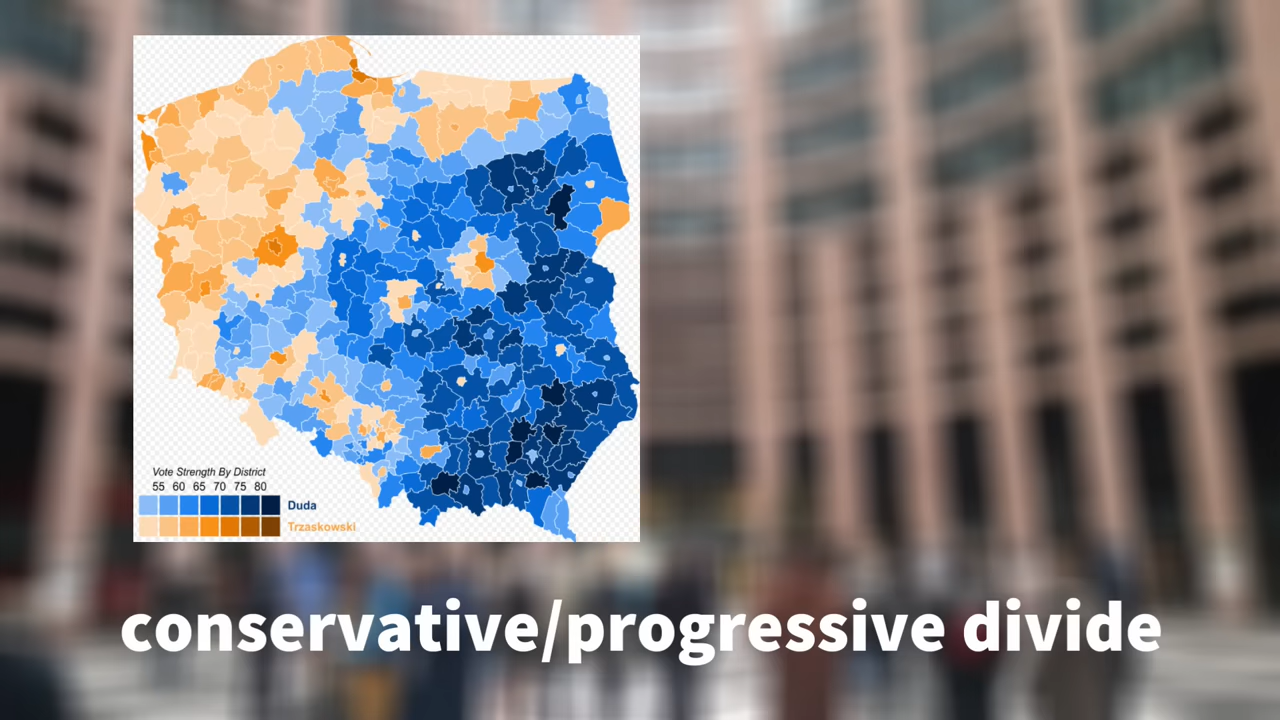 Vote Strength By District
55 60 65 70 75 80
Duda
Trzaskowski
conservative/progressive divide